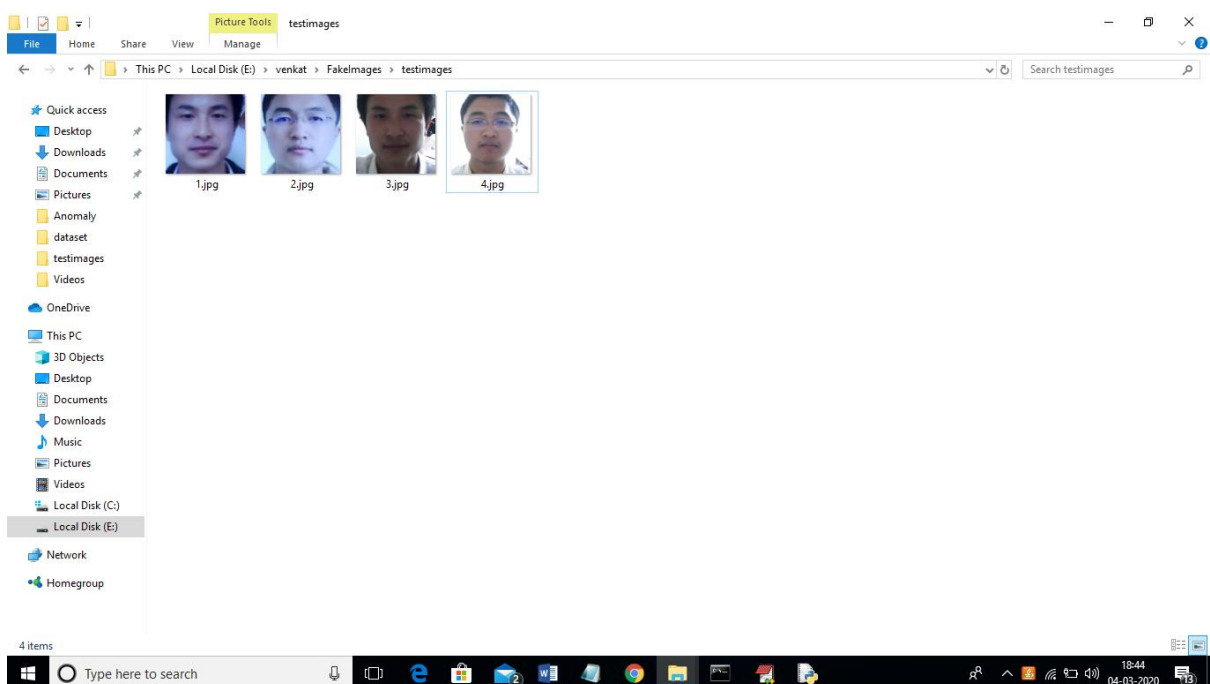 Picture Tools testimages
File Home Share View Manage
This PC › Local Disk (E:) › venkat › FakeImages › testimages
Search testimages
Quick access
Desktop
Downloads
Documents
Pictures
Anomaly
dataset
testimages
Videos
OneDrive
This PC
3D Objects
Desktop
Documents
Downloads
Music
Pictures
Videos
Local Disk (C:)
Local Disk (E:)
Network
Homegroup
1.jpg 2.jpg 3.jpg 4.jpg
4 items
Type here to search
2
18:44
04-03-2020
13